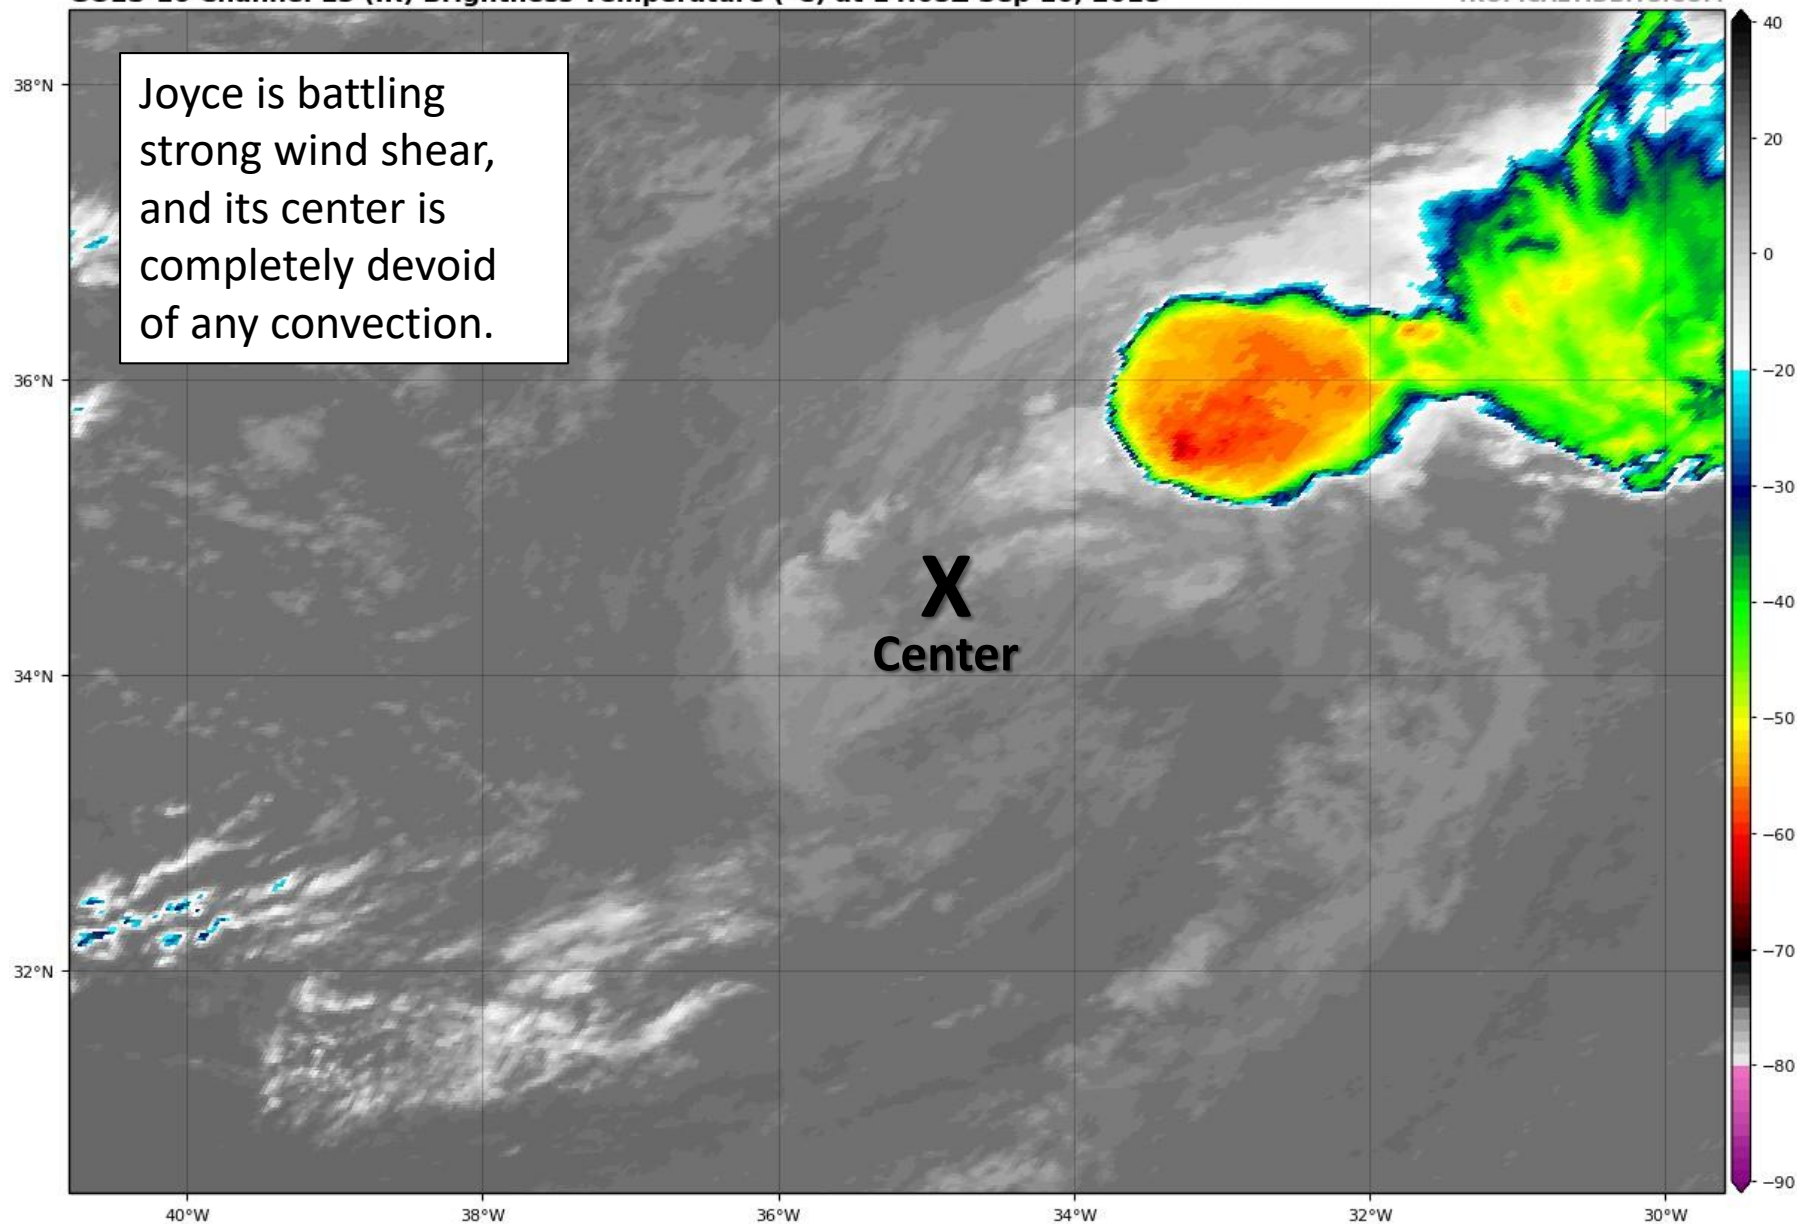 Joyce is battling
strong wind shear,
and its center is
completely devoid
of any convection.
X
Center
38°N
36°N
34°N
32°N
40°W
38°W
36°W
34°W
32°W
30°W
40
20
0
−20
−30
−40
−50
−60
−70
−80
−90